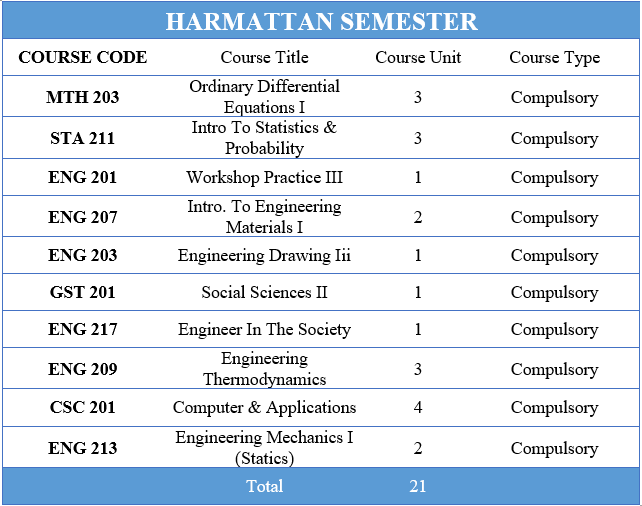 HARMATTAN SEMESTER
COURSE CODE Course Title Course Unit Course Type
MTH 203 Ordinary Differential Equations I 3 Compulsory
STA 211 Intro To Statistics & Probability 3 Compulsory
ENG 201 Workshop Practice III 1 Compulsory
ENG 207 Intro. To Engineering Materials I 2 Compulsory
ENG 203 Engineering Drawing Iii 1 Compulsory
GST 201 Social Sciences II 1 Compulsory
ENG 217 Engineer In The Society 1 Compulsory
ENG 209 Engineering Thermodynamics 3 Compulsory
CSC 201 Computer & Applications 4 Compulsory
ENG 213 Engineering Mechanics I (Statics) 2 Compulsory
Total 21